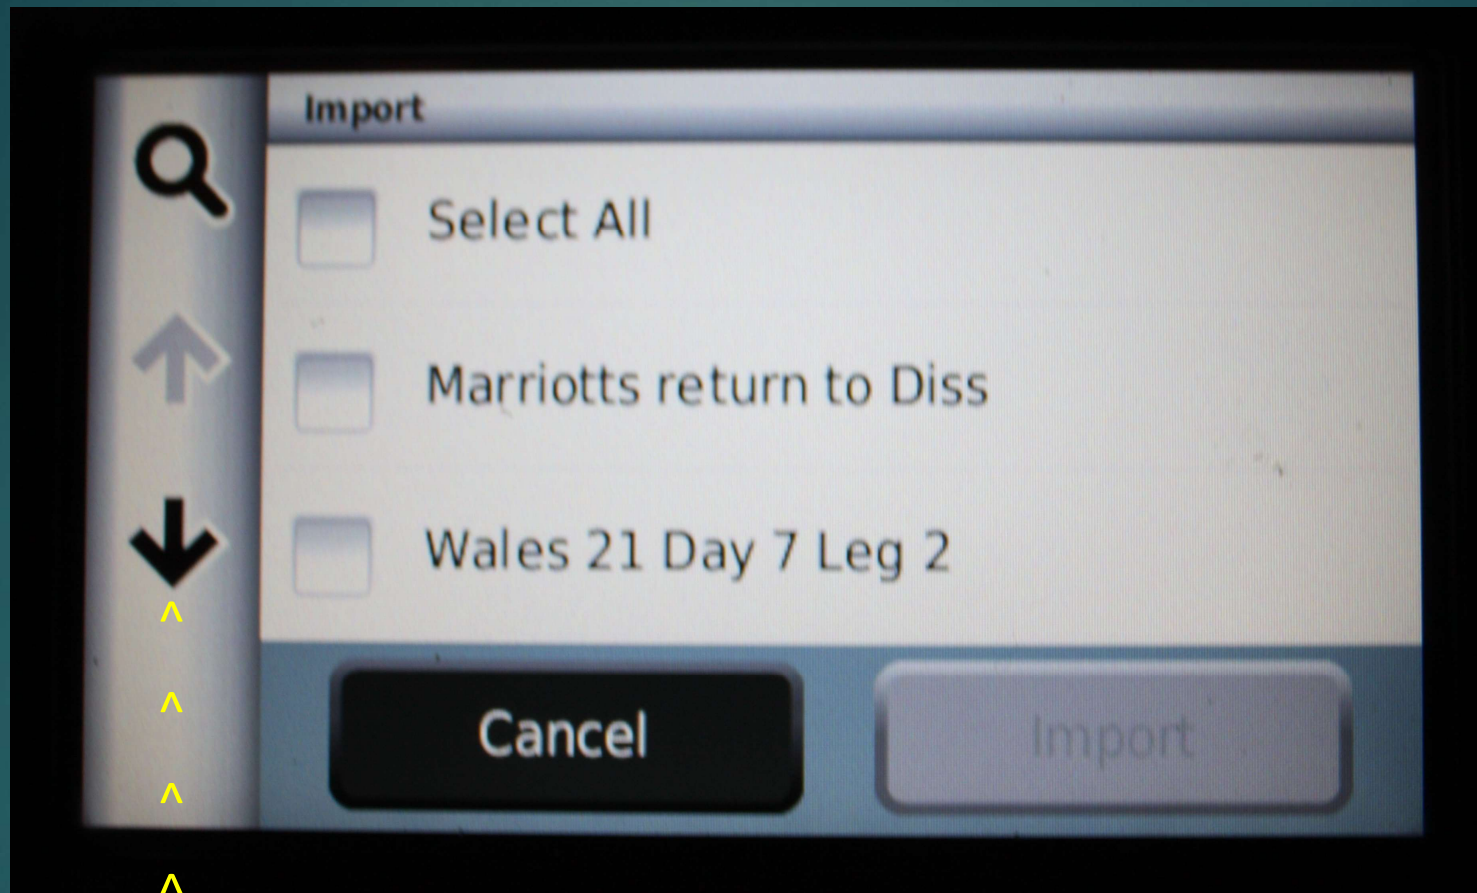 Import
Select All
Marriotts return to Diss
Wales 21 Day 7 Leg 2
^
^
Cancel
Import
^
^